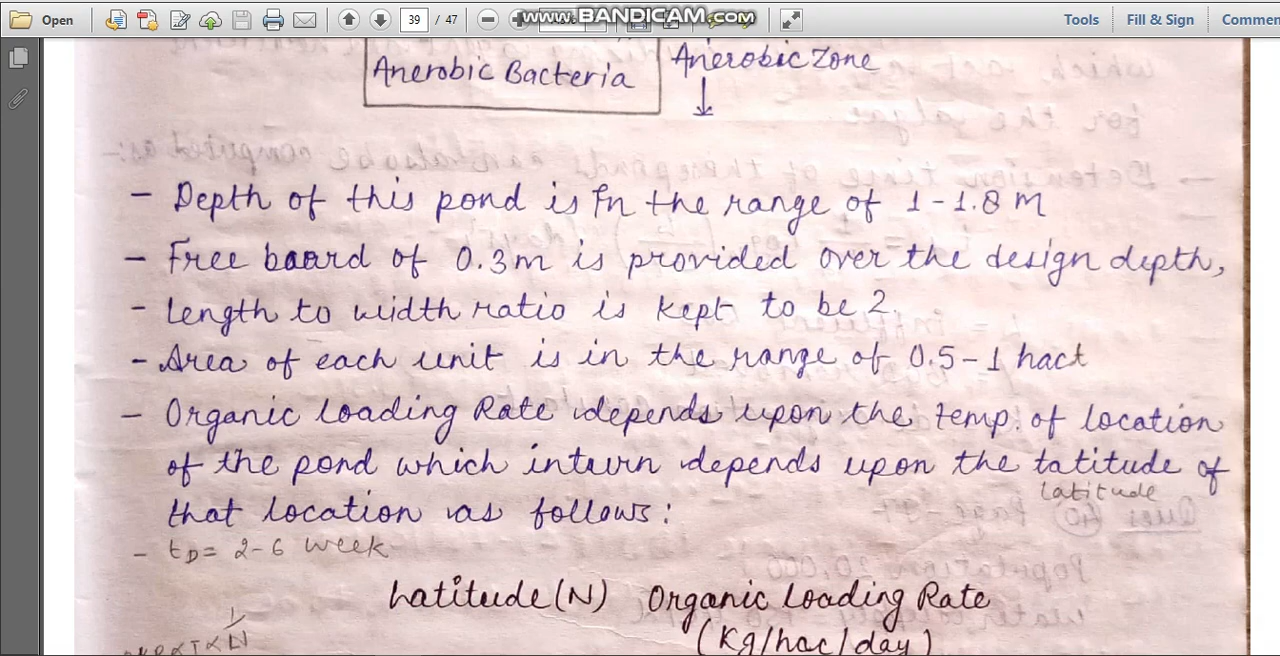 Open
39 / 47
www.BANDICAM.com
Tools
Fill & Sign
Commen
Anerobic Bacteria
Anerobic Zone
- Depth of this pond is in the range of 1-1.8 m
- Free board of 0.3m is provided over the design depth,
- Length to width ratio is kept to be 2.
- Area of each unit is in the range of 0.5-1 hact
- Organic Loading Rate depends upon the temp. of location
of the pond which inturn depends upon the tatitude of
latitude
that location as follows:
- tD = 2-6 week
Latitude (N) Organic Loading Rate
(Kg/hac/day)